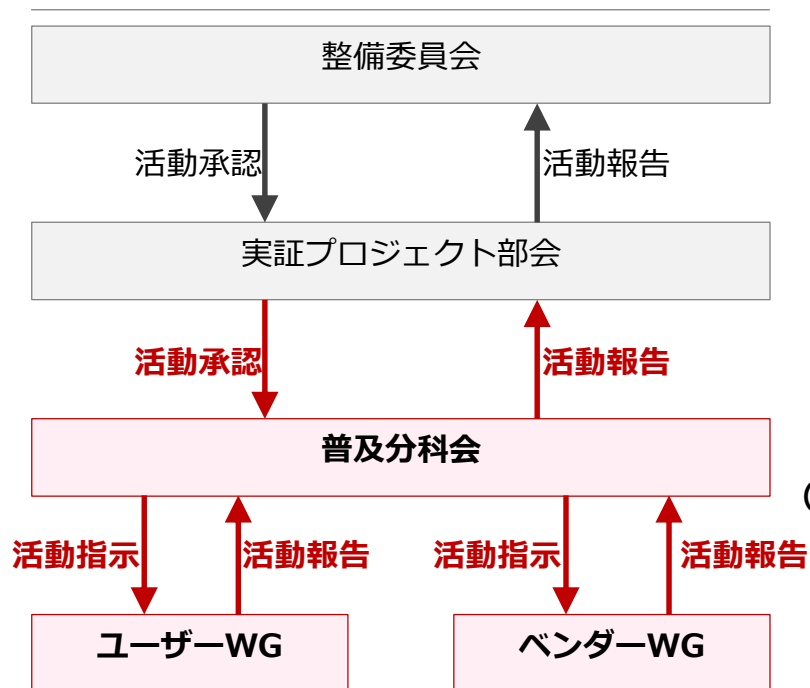 整備委員会
活動承認 活動報告
実証プロジェクト部会
活動承認 活動報告
普及分科会
活動指示 活動報告 活動指示 活動報告
ユーザーWG ベンダーWG